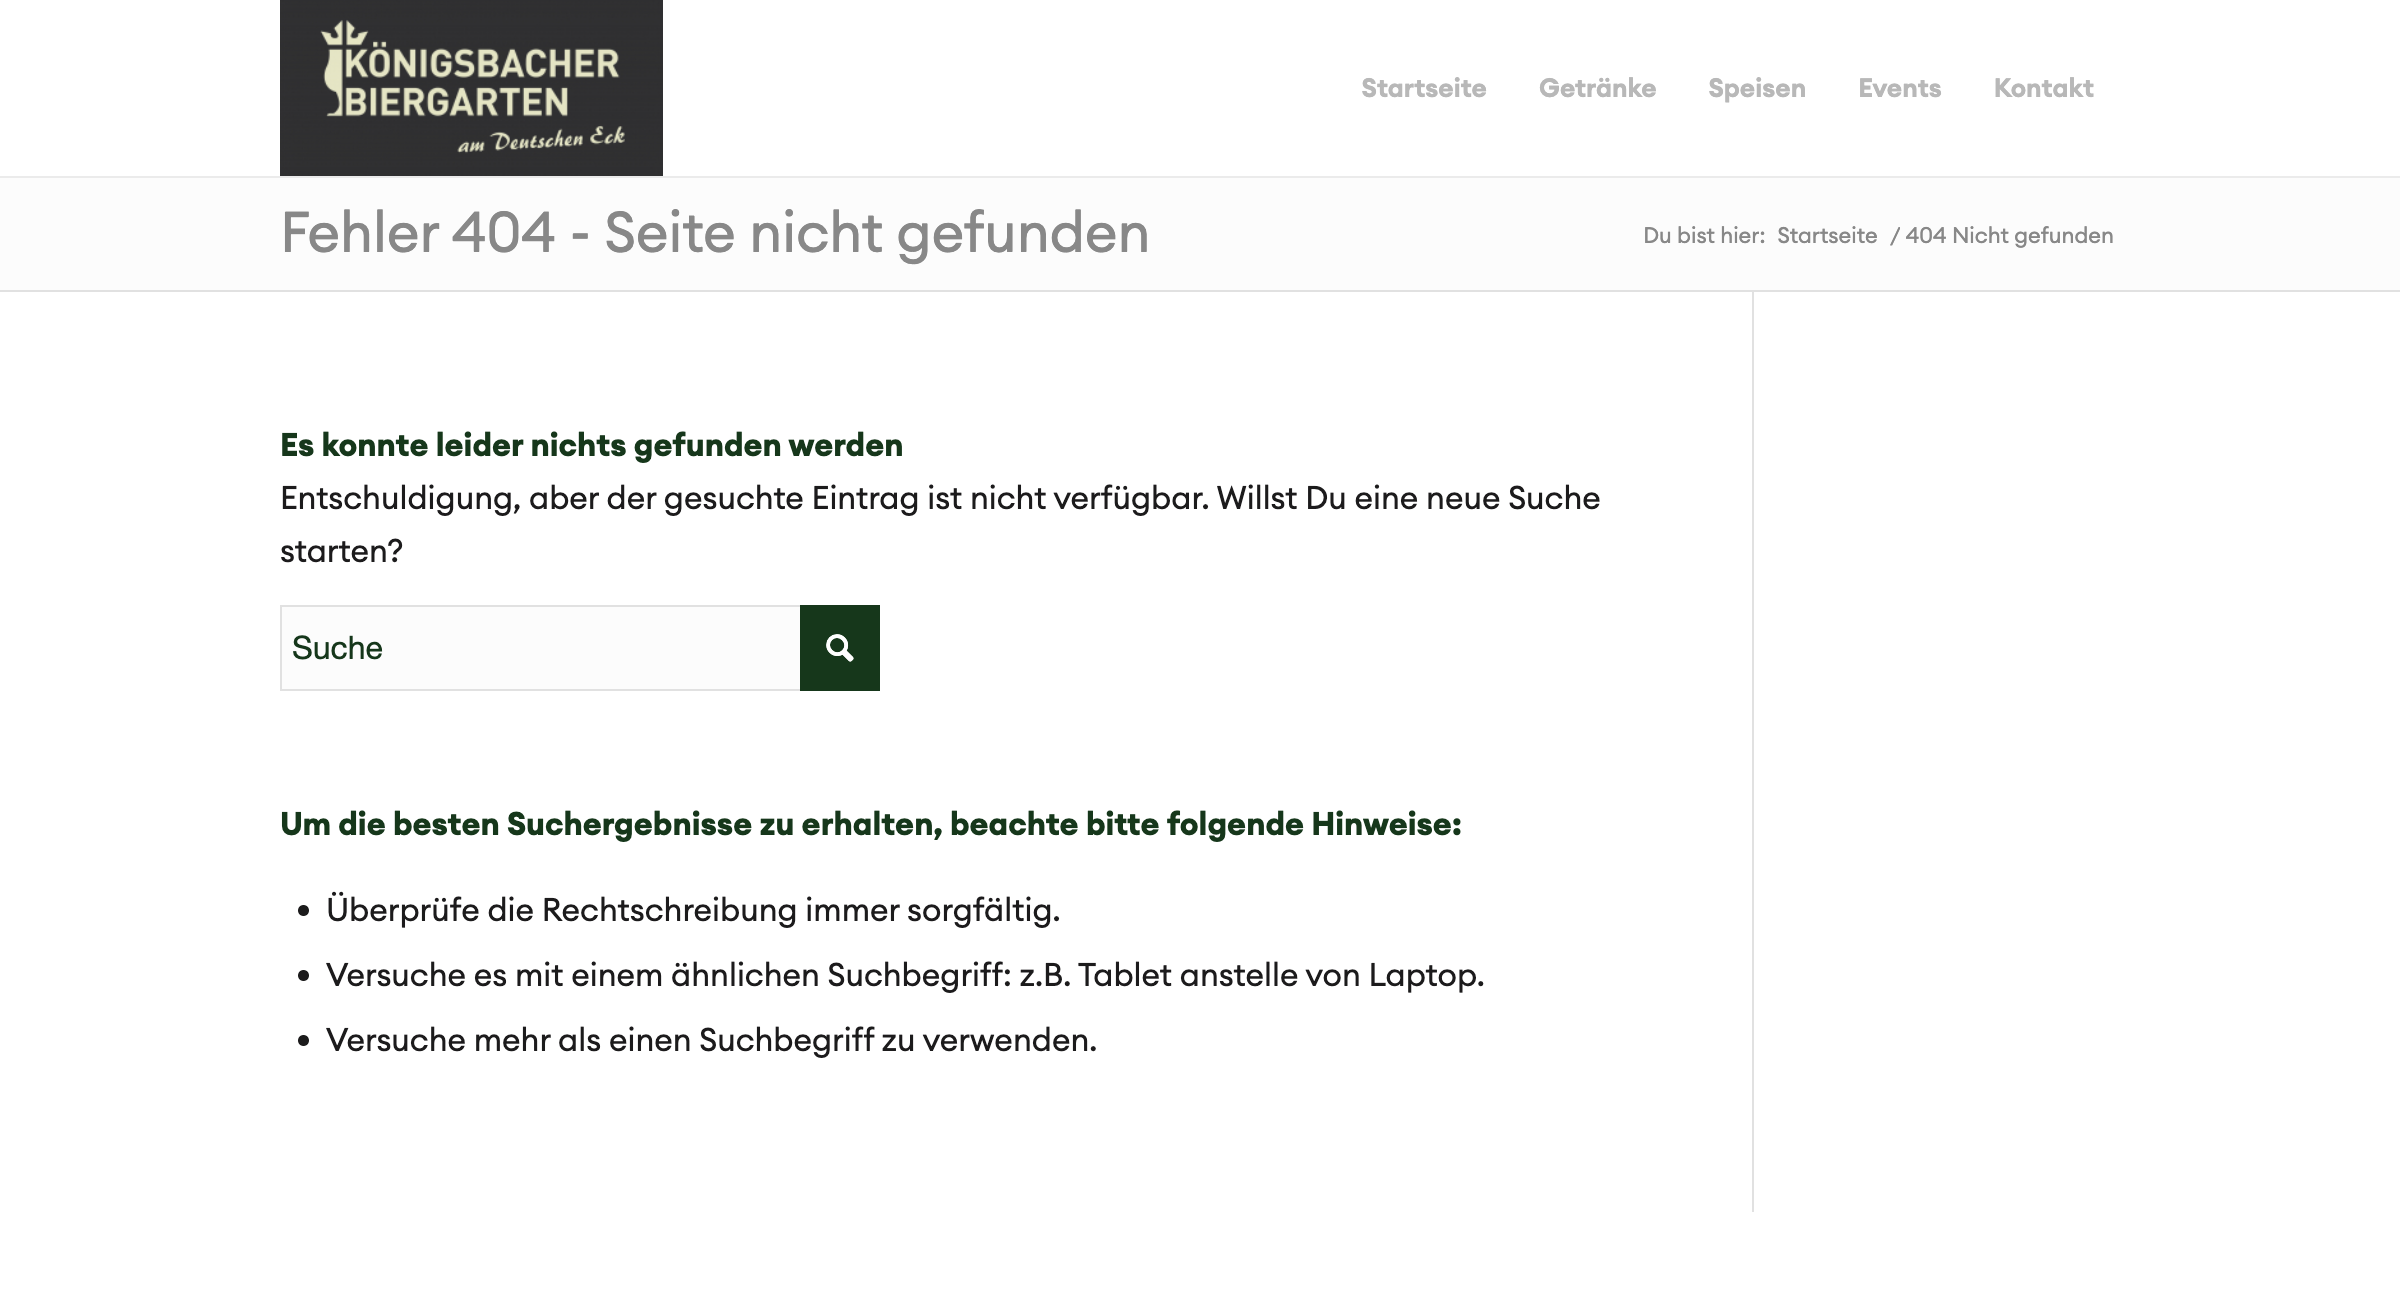 KÖNIGSBACHER
BIERGARTEN
am Deutschen Eck
Startseite Getränke Speisen Events Kontakt
Fehler 404 - Seite nicht gefunden
Du bist hier: Startseite / 404 Nicht gefunden
Es konnte leider nichts gefunden werden
Entschuldigung, aber der gesuchte Eintrag ist nicht verfügbar. Willst Du eine neue Suche
starten?
Suche
Um die besten Suchergebnisse zu erhalten, beachte bitte folgende Hinweise:
• Überprüfe die Rechtschreibung immer sorgfältig.
• Versuche es mit einem ähnlichen Suchbegriff: z.B. Tablet anstelle von Laptop.
• Versuche mehr als einen Suchbegriff zu verwenden.